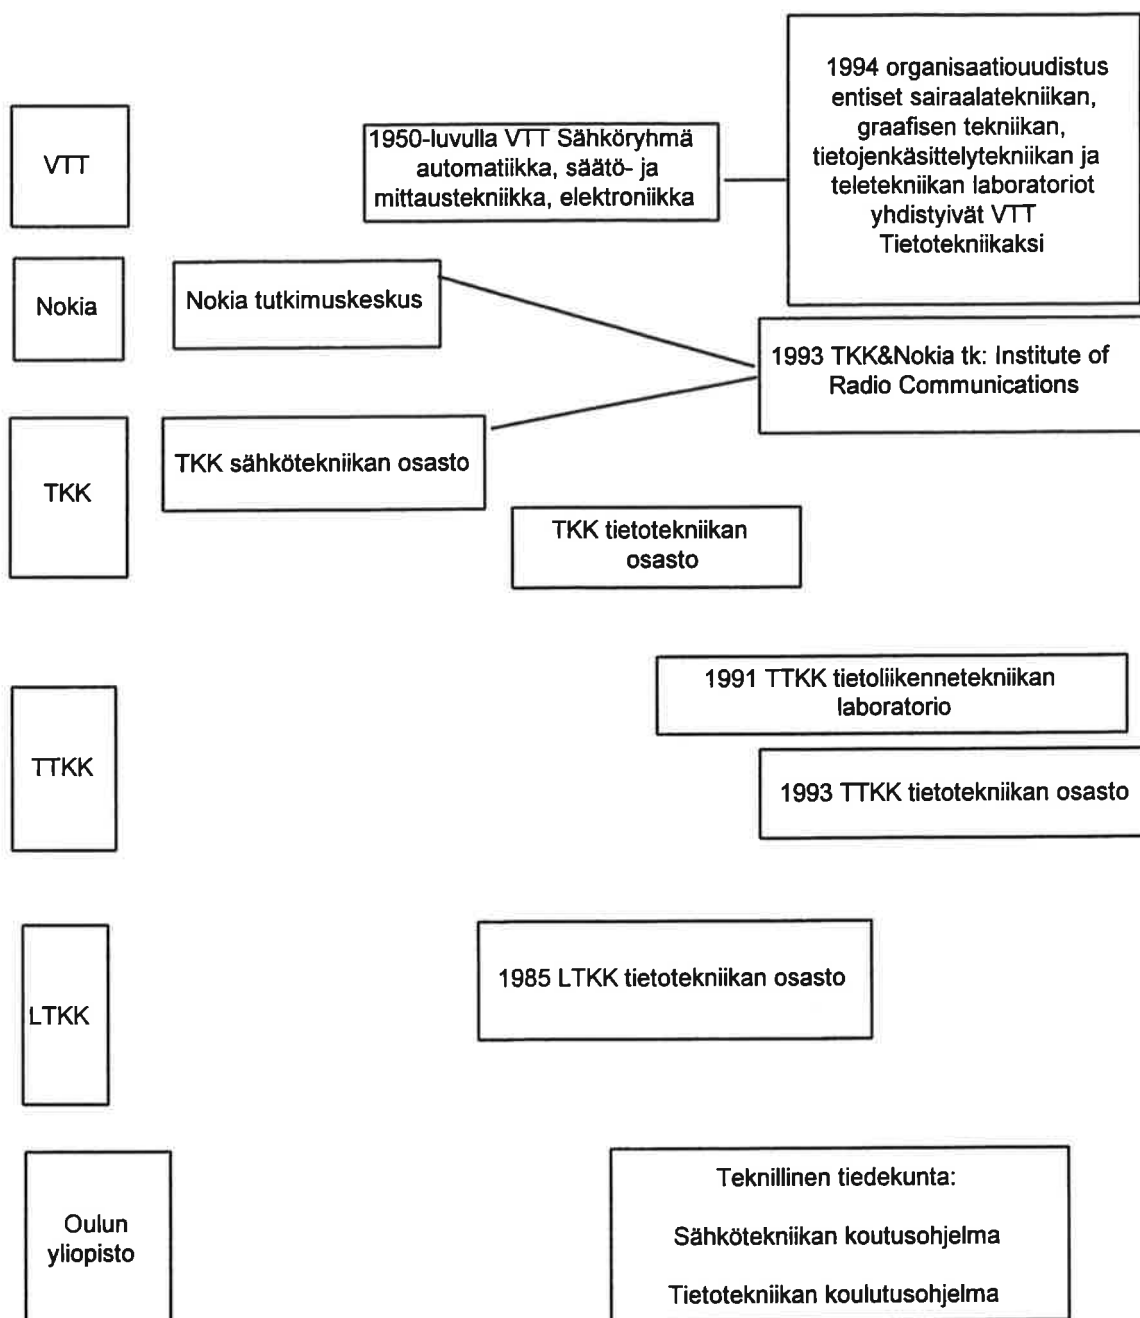 VTT
1950-luvulla VTT Sähköryhmä
automatiikka, säätö- ja
mittaustekniikka, elektroniikka
1994 organisaatiouudistus
entiset sairaalatekniikan,
graafisen tekniikan,
tietojenkäsittelytekniikan ja
teletekniikan laboratoriot
yhdistyivät VTT
Tietotekniikaksi
Nokia
Nokia tutkimuskeskus
1993 TKK&Nokia tk: Institute of
Radio Communications
TKK
TKK sähkötekniikan osasto
TKK tietotekniikan
osasto
TTKK
1991 TTKK tietoliikennetekniikan
laboratorio
1993 TTKK tietotekniikan osasto
LTKK
1985 LTKK tietotekniikan osasto
Oulun
yliopisto
Teknillinen tiedekunta:
Sähkötekniikan koutusohjelma
Tietotekniikan koulutusohjelma